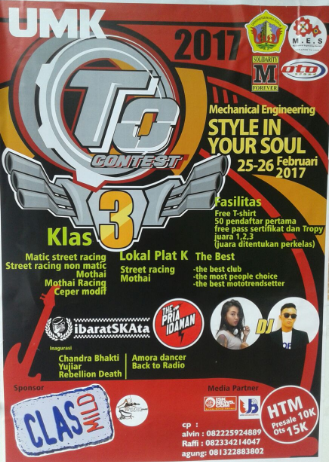 UMK
2017
M.E.S
SOLIDARITY
M
FOREVER
oto
TO
CONTEST
3
Mechanical Engineering
STYLE IN
YOUR SOUL
25-26 Februari
2017
Fasilitas
Free T-shirt
50 pendaftar pertama
free pass sertifikat dan Tropy
juara 1,2,3
(juara ditentukan perkelas)
Klas
Matic street racing
Street racing non matic
Mothai
Mothai Racing
Ceper modif
Lokal Plat K
Street racing
Mothai
The Best
-the best club
-the most people choice
-the best mototrendsetter
ibaratSKAta
THE PRIA IDAMAN
DJ
inagurasi
Chandra Bhakti
Yujiar
Rebellion Death
Amora dancer
Back to Radio
Sponsor
CLAS MILD
Media Partner
cp :
alvin : 082225924889
Raffi : 082334214047
agung: 081322883802
HTM
Presale 10K
Ots 15K